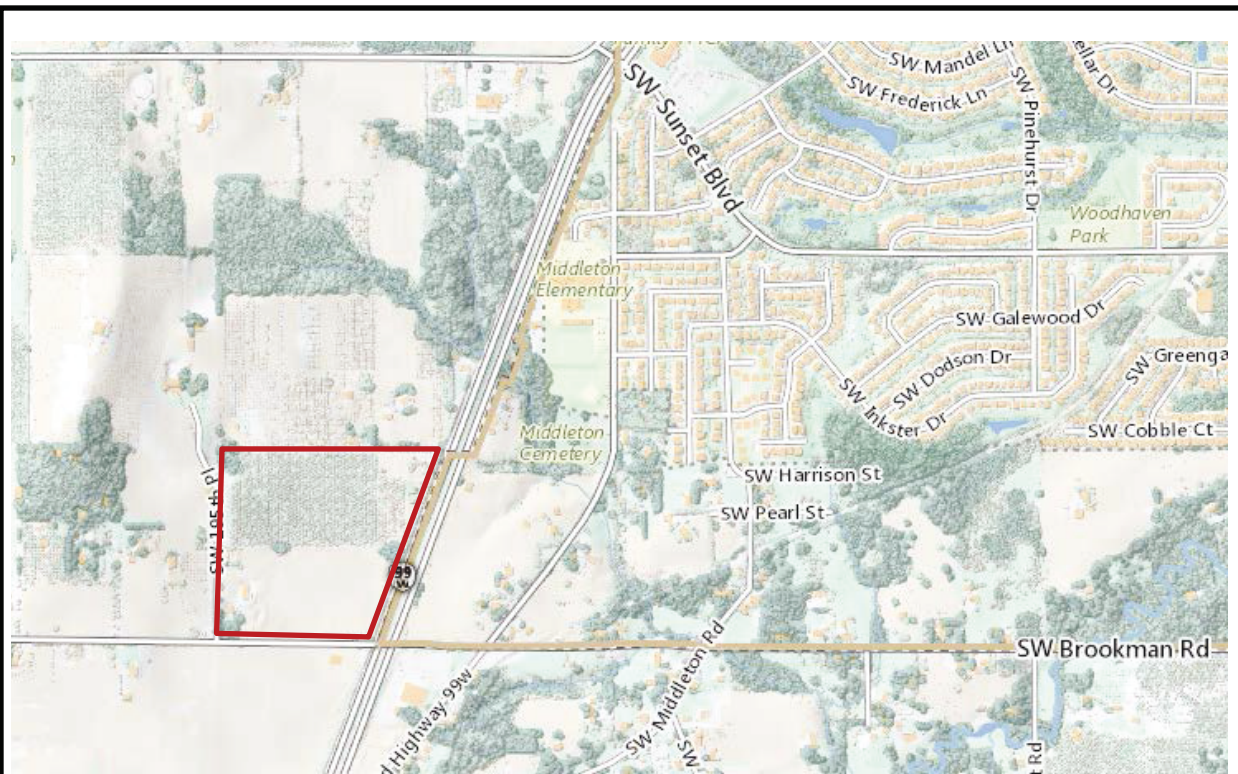 SW Mandel Ln
SW Frederick Ln
SW Pinehurst Dr
SW Sunset Blvd
Woodhaven
Park
Middleton
Elementary
SW Galewood Dr
SW Dodson Dr
SW Greenga
SW Inkster Dr
SW Cobble Ct
Middleton
Cemetery
SW Harrison St
SW Pearl St
99
W
SW Brookman Rd
SW Middleton Rd
d Highway 99w
SW
t Rd